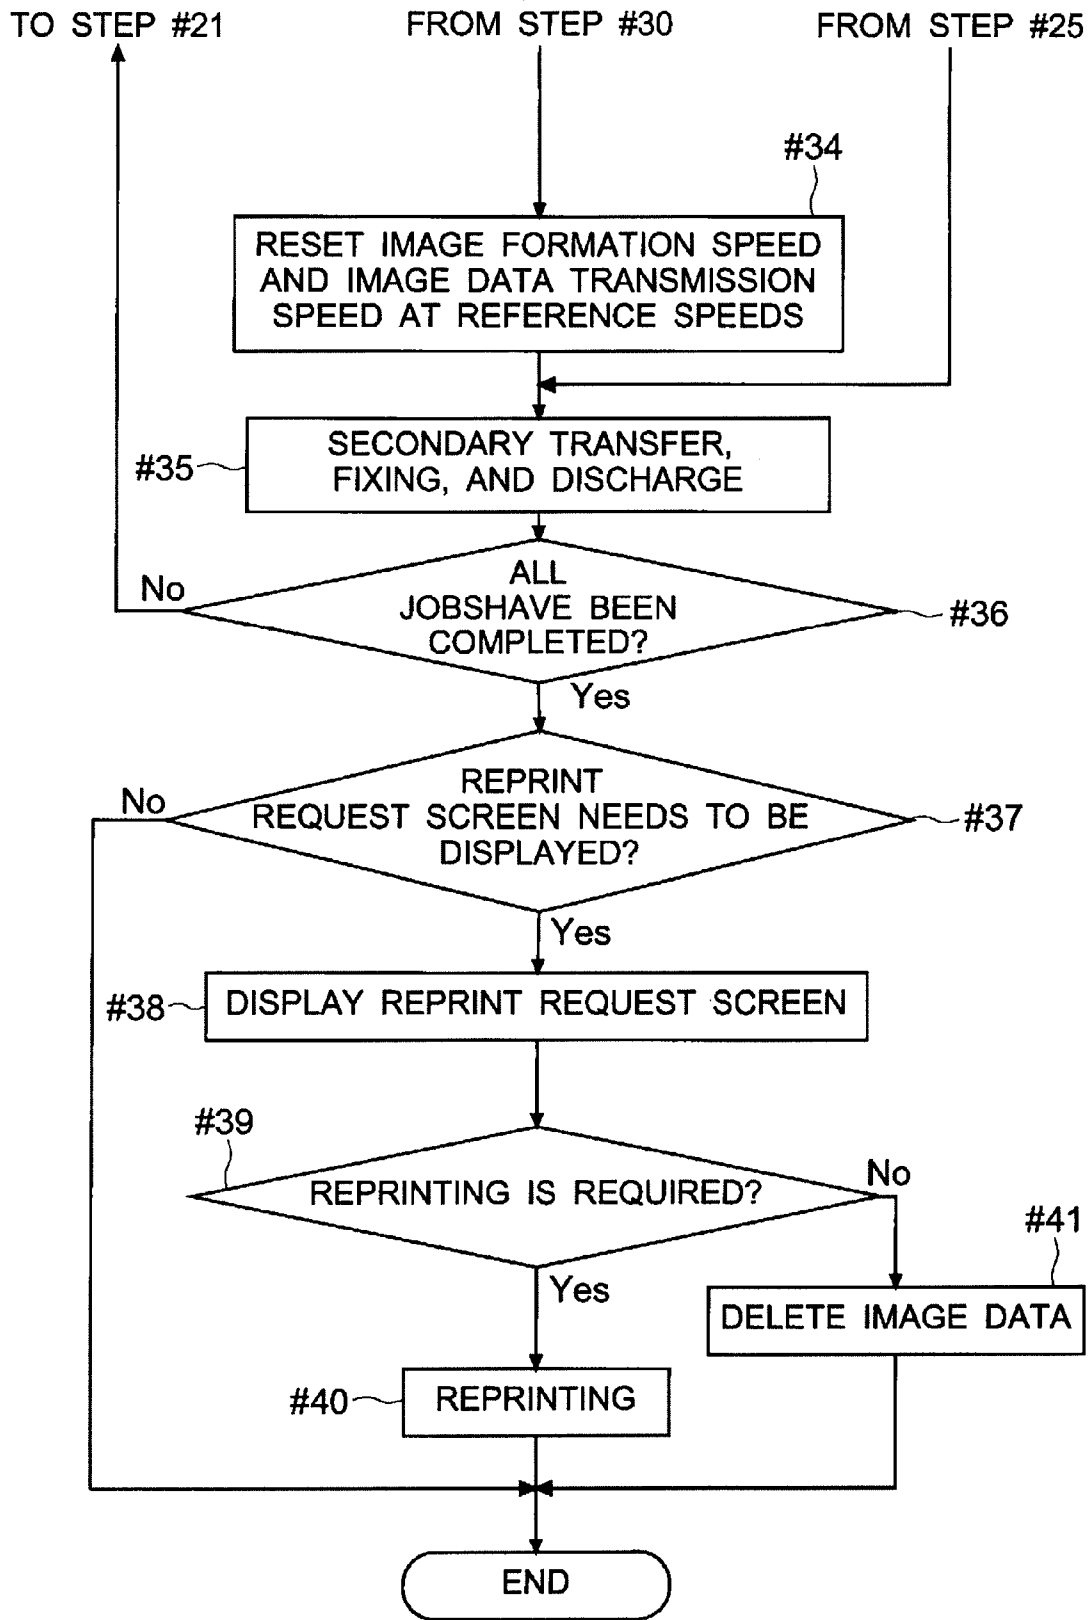 TO STEP #21
FROM STEP #30
FROM STEP #25
#34
RESET IMAGE FORMATION SPEED
AND IMAGE DATA TRANSMISSION
SPEED AT REFERENCE SPEEDS
#35
SECONDARY TRANSFER,
FIXING, AND DISCHARGE
No
ALL
JOBSHAVE BEEN
COMPLETED?
#36
Yes
No
REPRINT
REQUEST SCREEN NEEDS TO BE
DISPLAYED?
#37
Yes
#38
DISPLAY REPRINT REQUEST SCREEN
#39
REPRINTING IS REQUIRED?
No
#41
Yes
DELETE IMAGE DATA
#40
REPRINTING
END